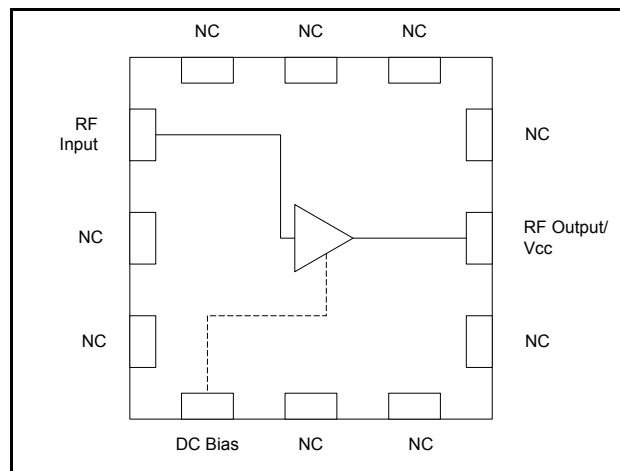 NC NC NC
RF
Input
NC
NC
RF Output/
Vcc
NC
NC
DC Bias NC NC